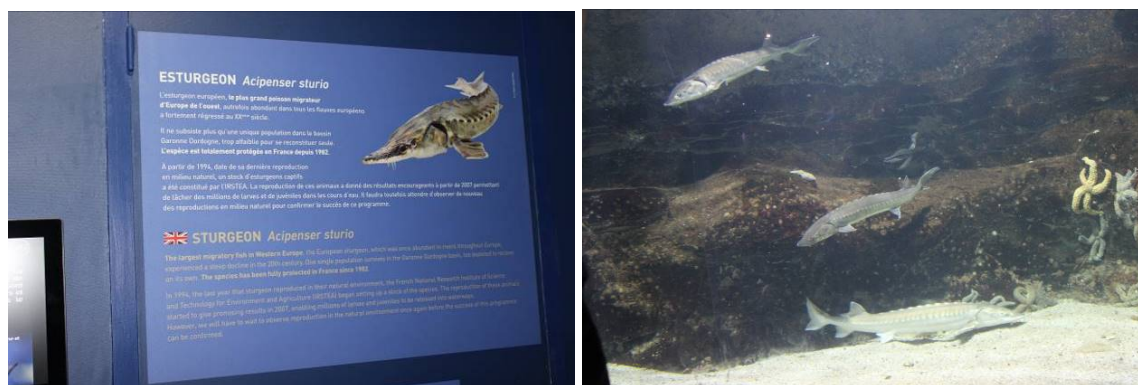 ESTURGEON Acipenser sturio
L'esturgeon européen, le plus grand poisson migrateur
d'Europe de l'ouest, autrefois abondant dans tous les fleuves européens
a fortement régressé au XXème siècle.
Il ne subsiste plus qu'une unique population dans le bassin
Garonne Dordogne, trop affaiblie pour se reconstituer seule.
L'espèce est totalement protégée en France depuis 1982.
À partir de 1994, date de sa dernière reproduction
en milieu naturel, un stock d'esturgeons captifs
a été constitué par l'IRSTEA. La reproduction de ces animaux a donné des résultats encourageants à partir de 2007 permettant
de lâcher des millions de larves et de juvéniles dans les cours d'eau. Il faudra toutefois attendre d'observer de nouveau
des reproductions en milieu naturel pour confirmer le succès de ce programme.
STURGEON Acipenser sturio
The largest migratory fish in Western Europe, the European sturgeon, which was once abundant in rivers throughout Europe,
experienced a steep decline in the 20th century. One single population survives in the Garonne Dordogne basin, too weakened to recover
on its own. The species has been fully protected in France since 1982.
In 1994, the last year that sturgeon reproduced in their natural environment, the French National Research Institute of Science
and Technology for Environment and Agriculture (IRSTEA) began setting up a stock of the species. The reproduction of these animals
started to give promising results in 2007, enabling millions of larvae and juveniles to be released into
However, we will have to wait to observe reproduction in the natural environment once again before the success of this programme
can be confirmed.